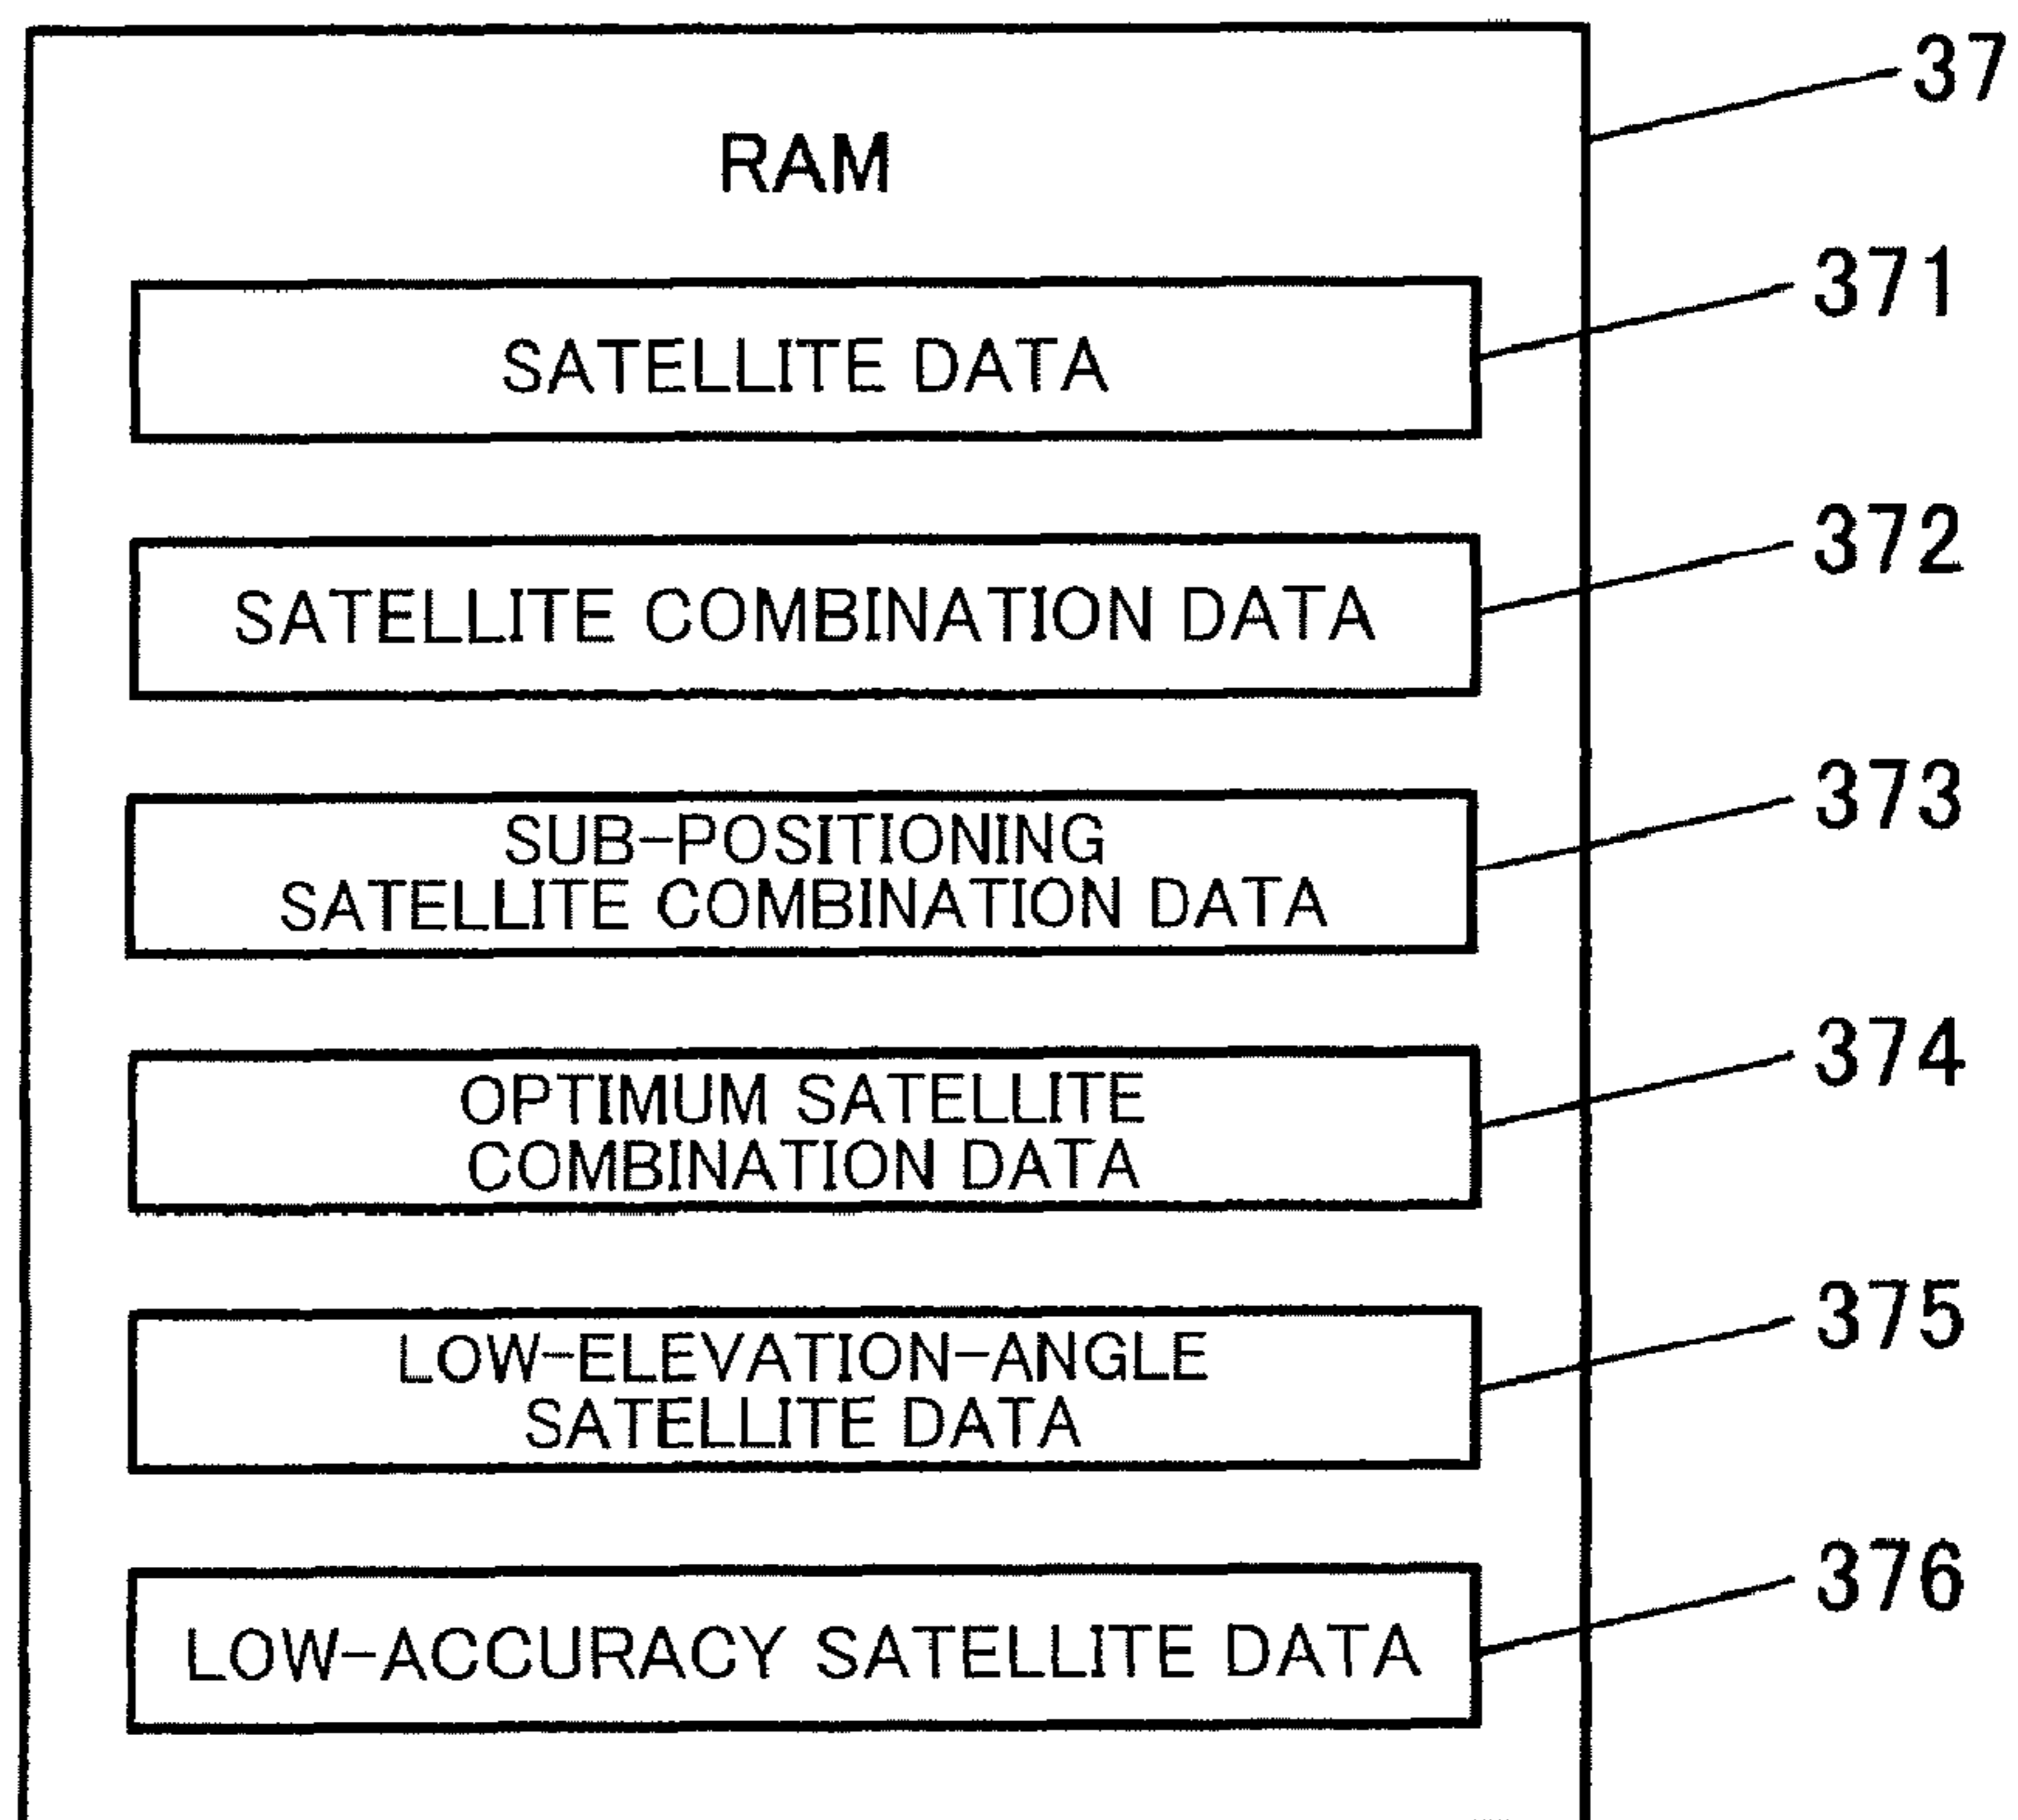 37
RAM
371
SATELLITE DATA
372
SATELLITE COMBINATION DATA
373
SUB-POSITIONING
SATELLITE COMBINATION DATA
374
OPTIMUM SATELLITE
COMBINATION DATA
375
LOW-ELEVATION-ANGLE
SATELLITE DATA
376
LOW-ACCURACY SATELLITE DATA